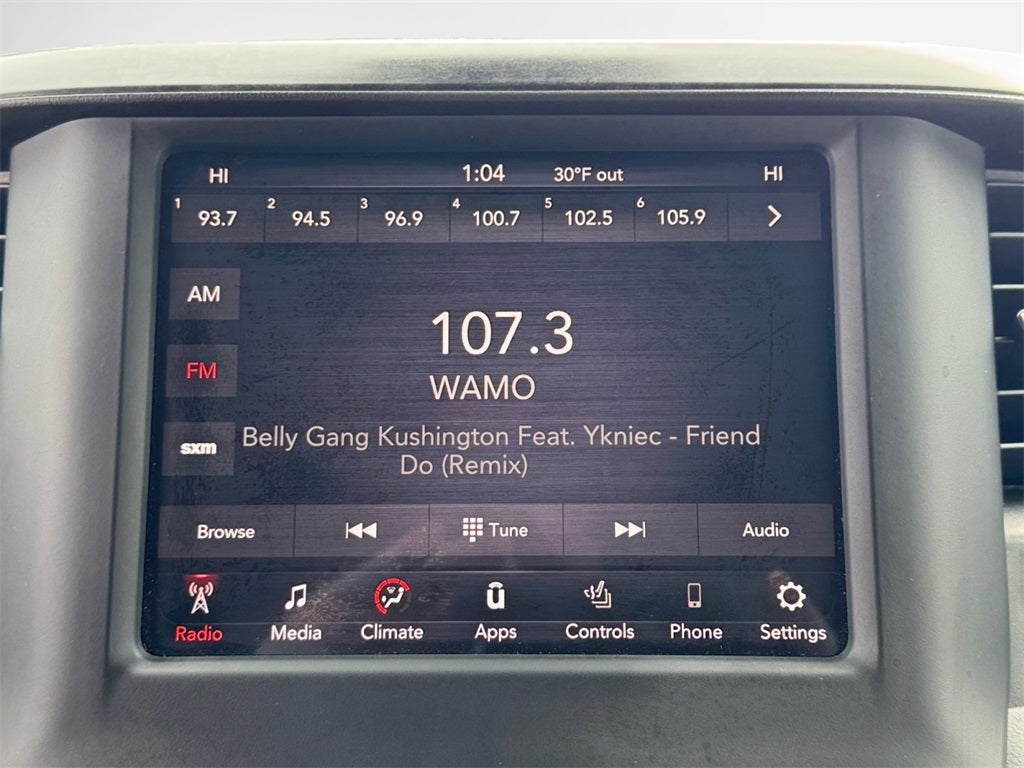 HI 1:04 30°F out HI
1 93.7 2 94.5 3 96.9 4 100.7 5 102.5 6 105.9
AM
107.3
FM
WAMO
Belly Gang Kushington Feat. Ykniec - Friend
sxm
Do (Remix)
Browse Tune Audio
Radio Media Climate Apps Controls Phone Settings